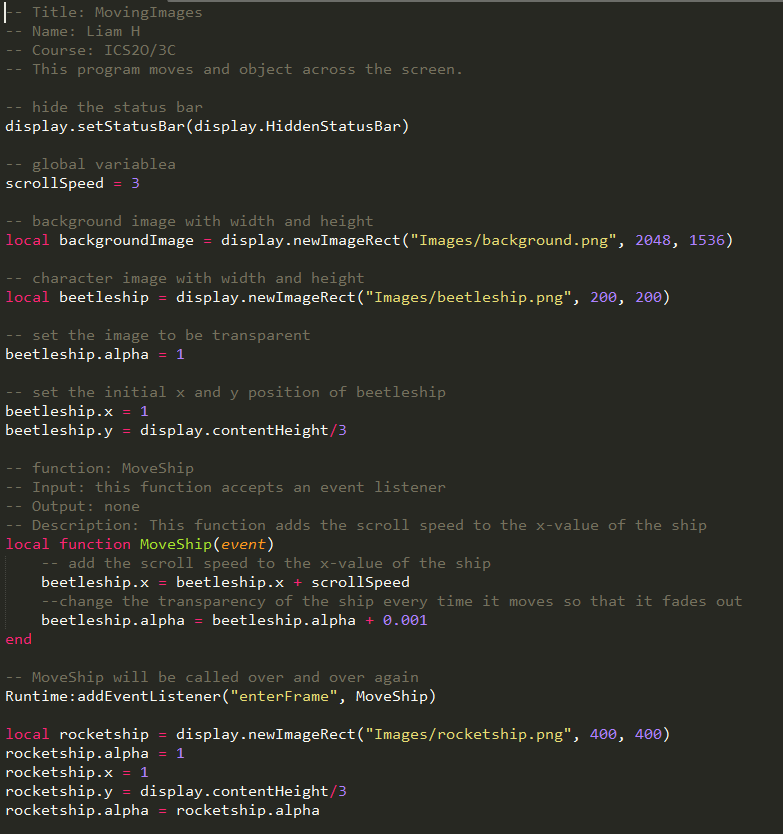 -- Title: MovingImages
-- Name: Liam H
-- Course: ICS2O/3C
-- This program moves and object across the screen.
-- hide the status bar
display.setStatusBar(display.HiddenStatusBar)
-- global variablea
scrollSpeed = 3
-- background image with width and height
local backgroundImage = display.newImageRect("Images/background.png", 2048, 1536)
-- character image with width and height
local beetleship = display.newImageRect("Images/beetleship.png", 200, 200)
-- set the image to be transparent
beetleship.alpha = 1
-- set the initial x and y position of beetleship
beetleship.x = 1
beetleship.y = display.contentHeight/3
-- function: MoveShip
-- Input: this function accepts an event listener
-- Output: none
-- Description: This function adds the scroll speed to the x-value of the ship
local function MoveShip(event)
    -- add the scroll speed to the x-value of the ship
    beetleship.x = beetleship.x + scrollSpeed
    --change the transparency of the ship every time it moves so that it fades out
    beetleship.alpha = beetleship.alpha + 0.001
end
-- MoveShip will be called over and over again
Runtime:addEventListener("enterFrame", MoveShip)
local rocketship = display.newImageRect("Images/rocketship.png", 400, 400)
rocketship.alpha = 1
rocketship.x = 1
rocketship.y = display.contentHeight/3
rocketship.alpha = rocketship.alpha